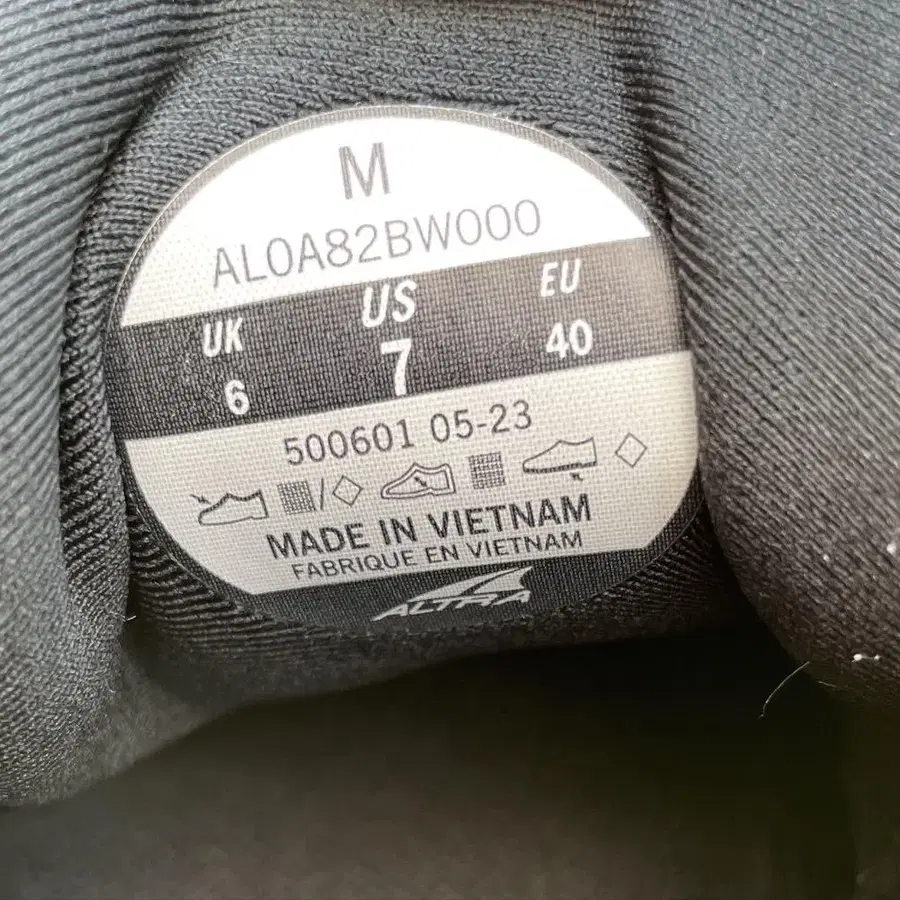 M
AL0A82BW000
UK US EU
6 7 40
500601 05-23
MADE IN VIETNAM
FABRIQUE EN VIETNAM
ALTRA